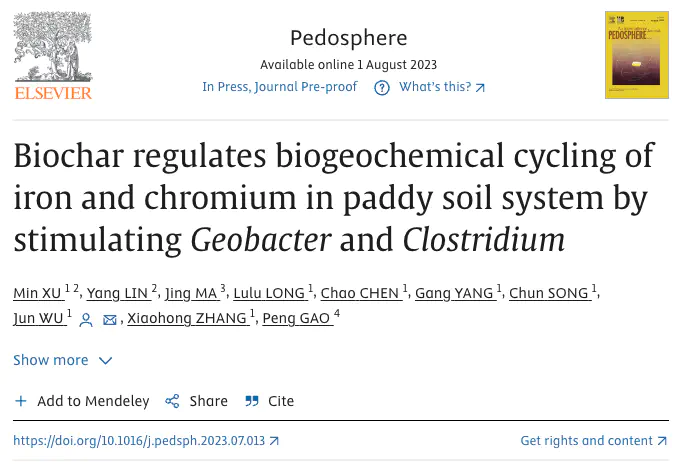 Pedosphere
Available online 1 August 2023
In Press, Journal Pre-proof ? What's this? ↗
ELSEVIER
PEDOSPHERE
Biochar regulates biogeochemical cycling of
iron and chromium in paddy soil system by
stimulating Geobacter and Clostridium
Min XU 1 2, Yang LIN 2, Jing MA 3, Lulu LONG 1, Chao CHEN 1, Gang YANG 1, Chun SONG 1,
Jun WU 1, Xiaohong ZHANG 1, Peng GAO 4
Show more
+ Add to Mendeley Share Cite
https://doi.org/10.1016/j.pedsph.2023.07.013 ↗ Get rights and content ↗